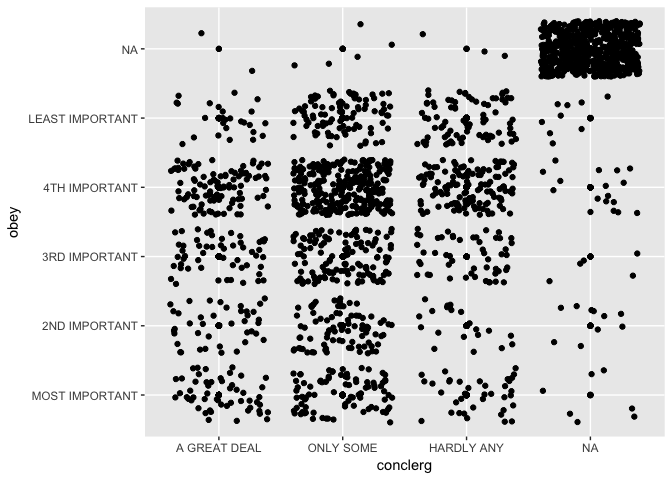 NA
LEAST IMPORTANT
4TH IMPORTANT
3RD IMPORTANT
2ND IMPORTANT
MOST IMPORTANT
obey
A GREAT DEAL ONLY SOME HARDLY ANY NA
conclerg